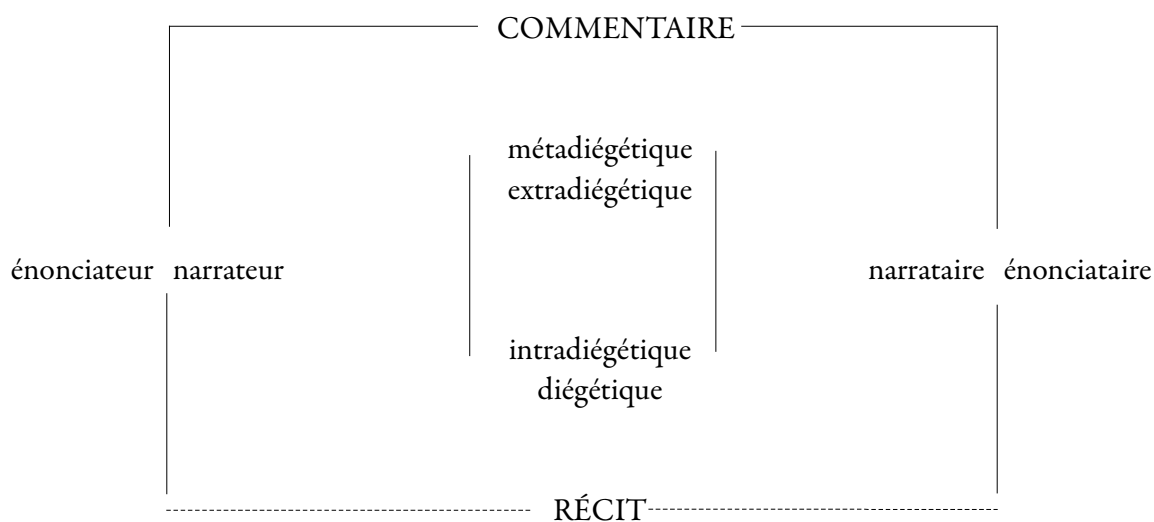 COMMENTAIRE
métadiégétique
extradiégétique
énonciateur narrateur narrataire énonciataire
intradiégétique
diégétique
RÉCIT